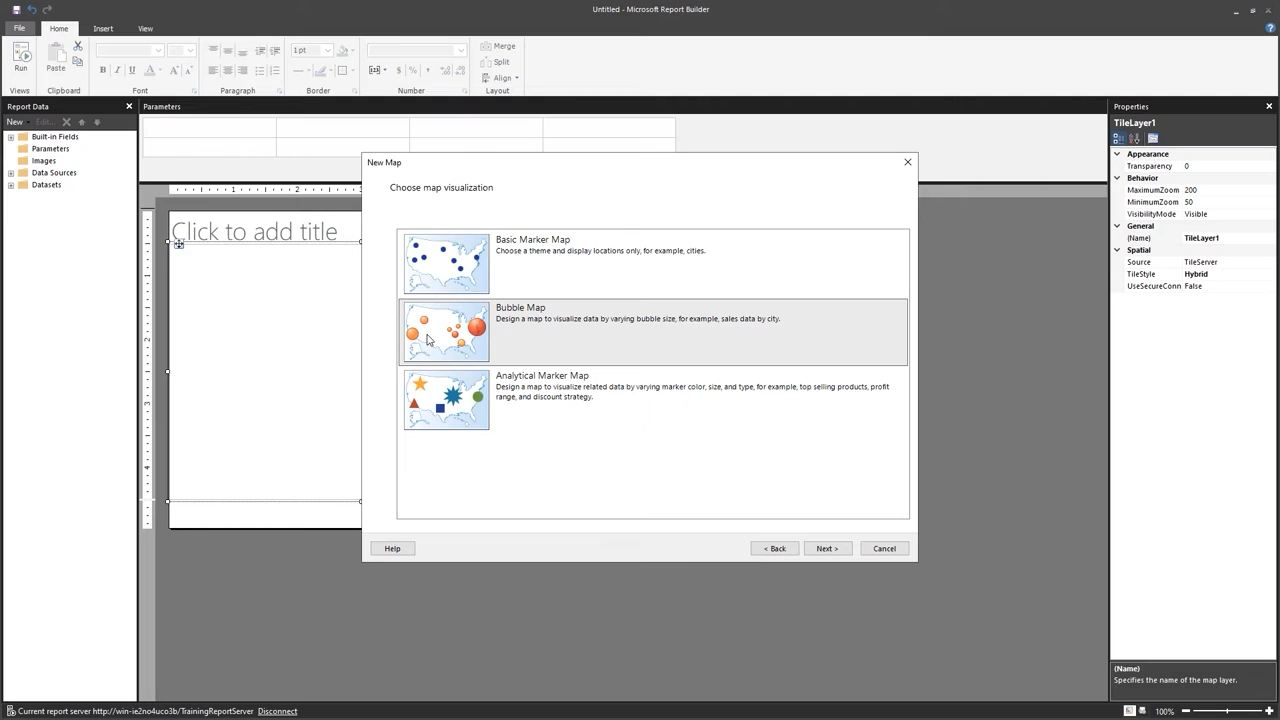 Untitled - Microsoft Report Builder
File
Home
Insert
View
Run
Paste
1 pt
Merge
Split
Align
Views
Clipboard
Font
Paragraph
Border
Number
Layout
Report Data
Parameters
Properties
New
Edit...
TileLayer1
Built-in Fields
Parameters
Images
Data Sources
Datasets
Appearance
Transparency 0
Behavior
MaximumZoom 200
MinimumZoom 50
VisibilityMode Visible
General
(Name) TileLayer1
Spatial
Source TileServer
TileStyle Hybrid
UseSecureConn False
Click to add title
New Map
Choose map visualization
Basic Marker Map
Choose a theme and display locations only, for example, cities.
Bubble Map
Design a map to visualize data by varying bubble size, for example, sales data by city.
Analytical Marker Map
Design a map to visualize related data by varying marker color, size, and type, for example, top selling products, profit
range, and discount strategy.
Help
< Back
Next >
Cancel
(Name)
Specifies the name of the map layer.
Current report server http://win-ie2no4uco3b/TrainingReportServer Disconnect
100%